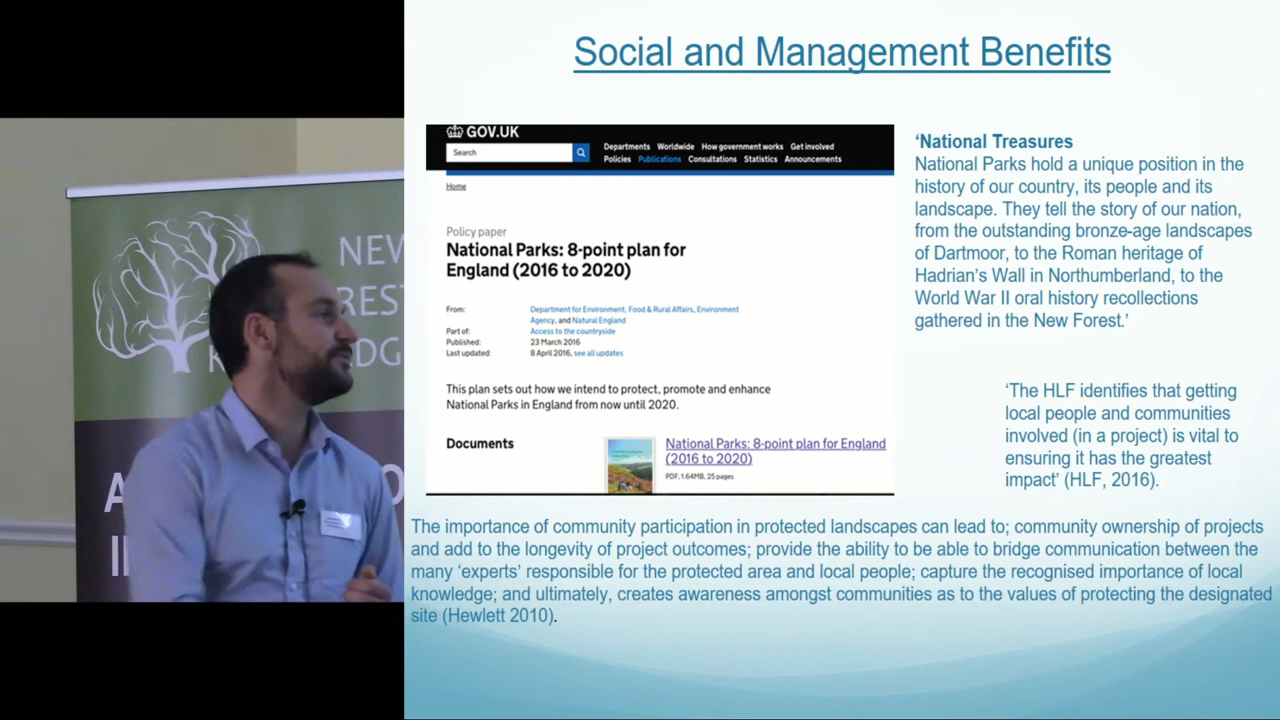 Social and Management Benefits
NEW
REST
K
EDG
A
O
I
GOV.UK
Search
Departments Worldwide How government works Get involved
Policies Publications Consultations Statistics Announcements
Home
Policy paper
National Parks: 8-point plan for
England (2016 to 2020)
From: Department for Environment, Food & Rural Affairs, Environment
Agency, and Natural England
Part of: Access to the countryside
Published: 23 March 2016
Last updated: 8 April 2016, see all updates
This plan sets out how we intend to protect, promote and enhance
National Parks in England from now until 2020.
Documents
National Parks: 8-point plan for England
(2016 to 2020)
PDF, 1.64MB, 25 pages
‘National Treasures
National Parks hold a unique position in the
history of our country, its people and its
landscape. They tell the story of our nation,
from the outstanding bronze-age landscapes
of Dartmoor, to the Roman heritage of
Hadrian’s Wall in Northumberland, to the
World War II oral history recollections
gathered in the New Forest.’
‘The HLF identifies that getting
local people and communities
involved (in a project) is vital to
ensuring it has the greatest
impact’ (HLF, 2016).
The importance of community participation in protected landscapes can lead to; community ownership of projects
and add to the longevity of project outcomes; provide the ability to be able to bridge communication between the
many ‘experts’ responsible for the protected area and local people; capture the recognised importance of local
knowledge; and ultimately, creates awareness amongst communities as to the values of protecting the designated
site (Hewlett 2010).